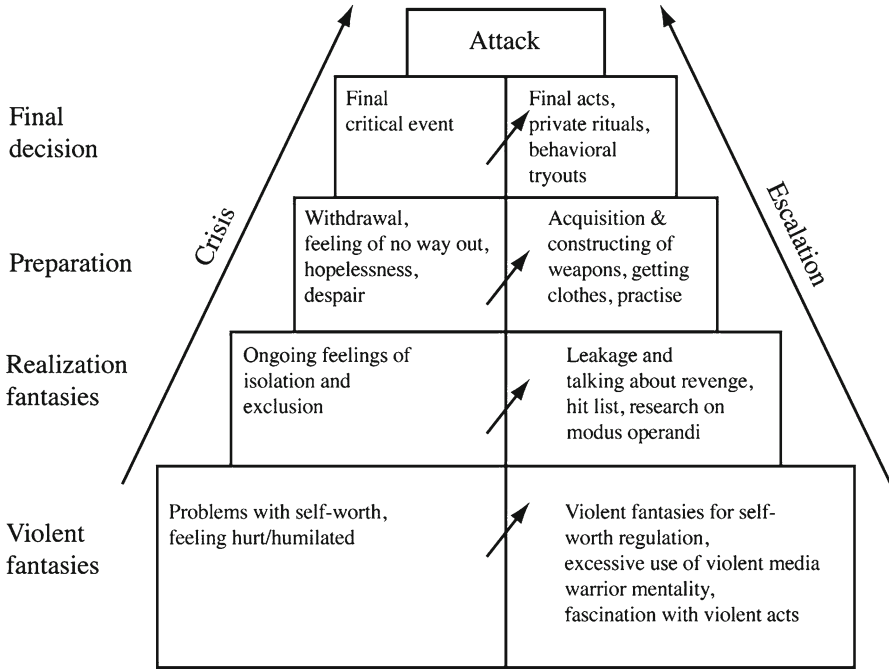 Attack
Final
decision
Final
critical event
Final acts,
private rituals,
behavioral
tryouts
Crisis
Escalation
Preparation
Withdrawal,
feeling of no way out,
hopelessness,
despair
Acquisition &
constructing of
weapons, getting
clothes, practise
Realization
fantasies
Ongoing feelings of
isolation and
exclusion
Leakage and
talking about revenge,
hit list, research on
modus operandi
Violent
fantasies
Problems with self-worth,
feeling hurt/humilated
Violent fantasies for self-
worth regulation,
excessive use of violent media
warrior mentality,
fascination with violent acts